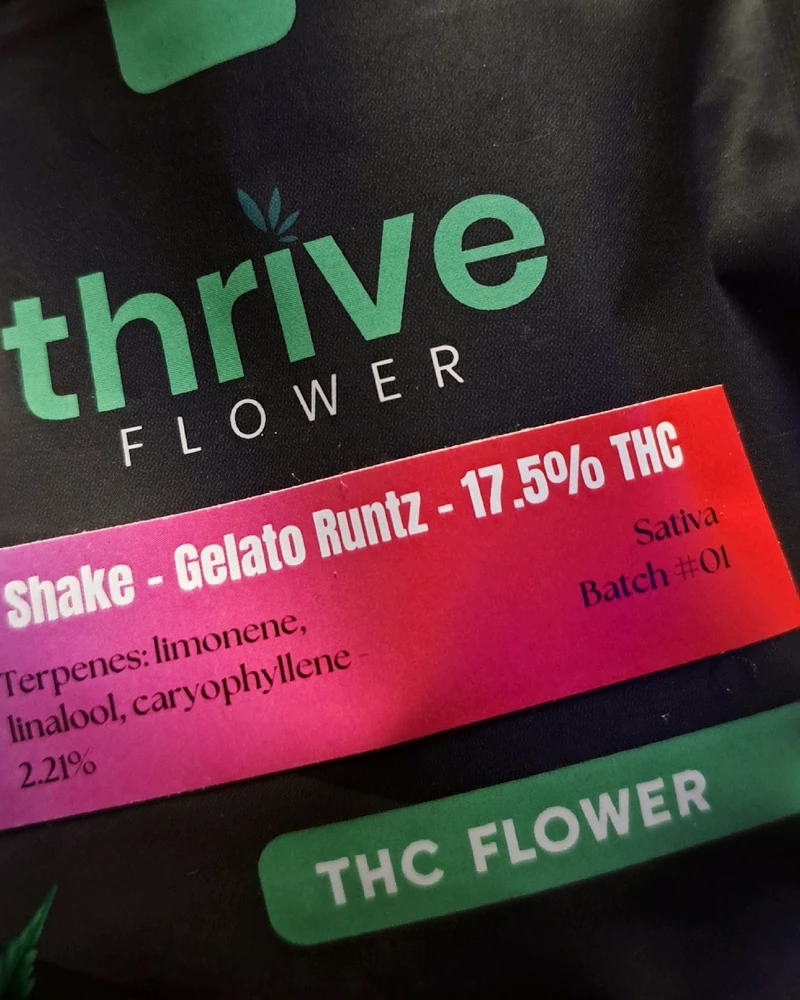 thrive
FLOWER
Shake - Gelato Runtz - 17.5% THC
Sativa
Batch #01
Terpenes: limonene,
linalool, caryophyllene -
2.21%
THC FLOWER